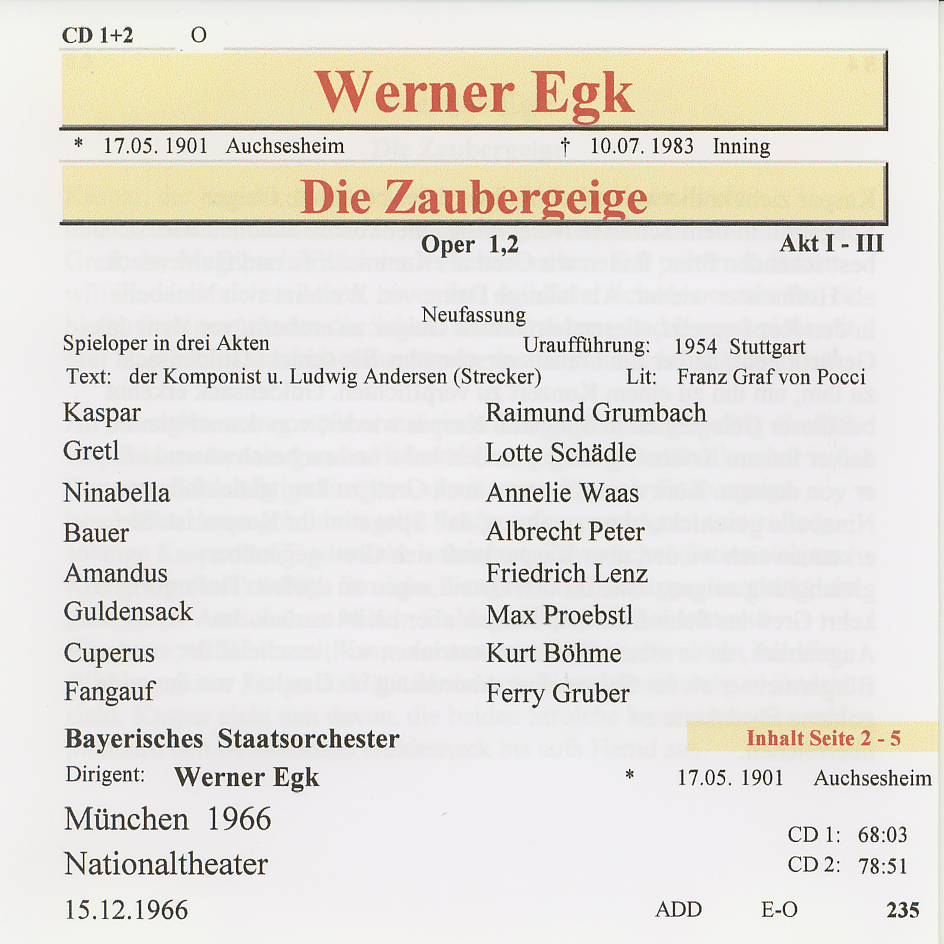 CD 1+2 O
Werner Egk
* 17.05. 1901 Auchsesheim † 10.07. 1983 Inning
Die Zaubergeige
Oper 1,2 Akt I - III
Neufassung
Spieloper in drei Akten Uraufführung: 1954 Stuttgart
Text: der Komponist u. Ludwig Andersen (Strecker) Lit: Franz Graf von Pocci
Kaspar Raimund Grumbach
Gretl Lotte Schädle
Ninabella Annelie Waas
Bauer Albrecht Peter
Amandus Friedrich Lenz
Guldensack Max Proebstl
Cuperus Kurt Böhme
Fangauf Ferry Gruber
Bayerisches Staatsorchester Inhalt Seite 2 - 5
Dirigent: Werner Egk * 17.05. 1901 Auchsesheim
München 1966
CD 1: 68:03
Nationaltheater CD 2: 78:51
15.12.1966 ADD E-O 235